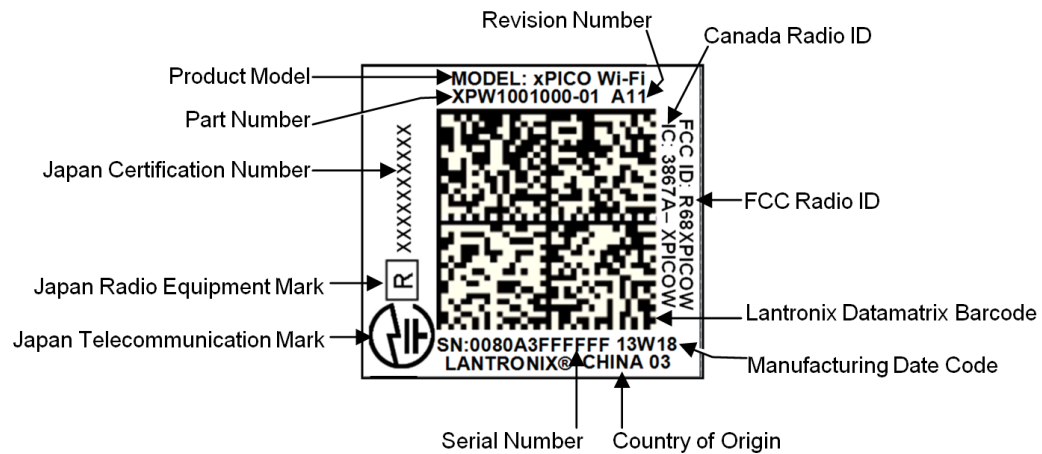 Revision Number
Canada Radio ID
Product Model
MODEL: xPICO Wi-Fi
Part Number
XPW1001000-01 A11
Japan Certification Number
XXXXXXXXXX
FCC ID: R68XPICOW
IC: 3867A- XPICOW
FCC Radio ID
Japan Radio Equipment Mark
R
Lantronix Datamatrix Barcode
Japan Telecommunication Mark
SN:0080A3FFFFFF 13W18
LANTRONIX® CHINA 03
Manufacturing Date Code
Serial Number
Country of Origin